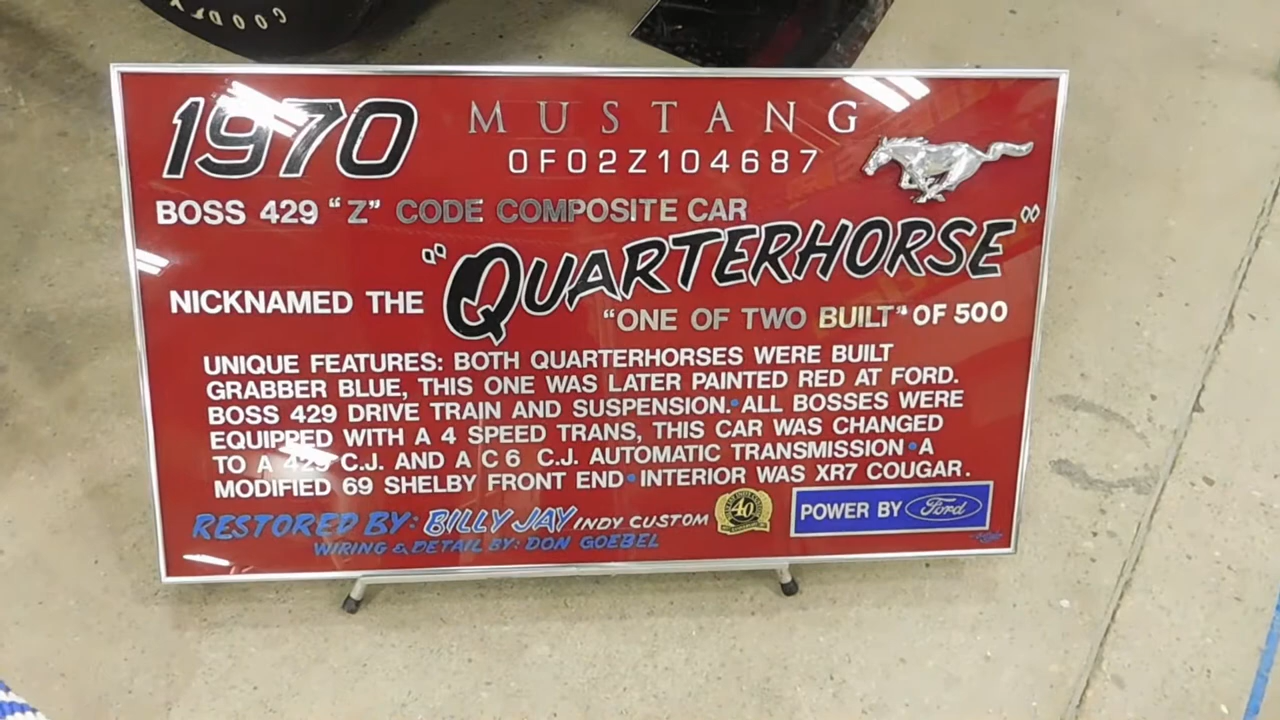 GOODYE
1970
MUSTANG
0F02Z104687
BOSS 429 "Z" CODE COMPOSITE CAR
NICKNAMED THE "QUARTERHORSE"
"ONE OF TWO BUILT" OF 500
UNIQUE FEATURES: BOTH QUARTERHORSES WERE BUILT
GRABBER BLUE, THIS ONE WAS LATER PAINTED RED AT FORD.
BOSS 429 DRIVE TRAIN AND SUSPENSION.•ALL BOSSES WERE
EQUIPPED WITH A 4 SPEED TRANS, THIS CAR WAS CHANGED
TO A 429 C.J. AND A C6 C.J. AUTOMATIC TRANSMISSION•A
MODIFIED 69 SHELBY FRONT END•INTERIOR WAS XR7 COUGAR.
RESTORED BY: BILLY JAY INDY CUSTOM
40
POWER BY Ford
WIRING & DETAIL BY: DON GOEBEL